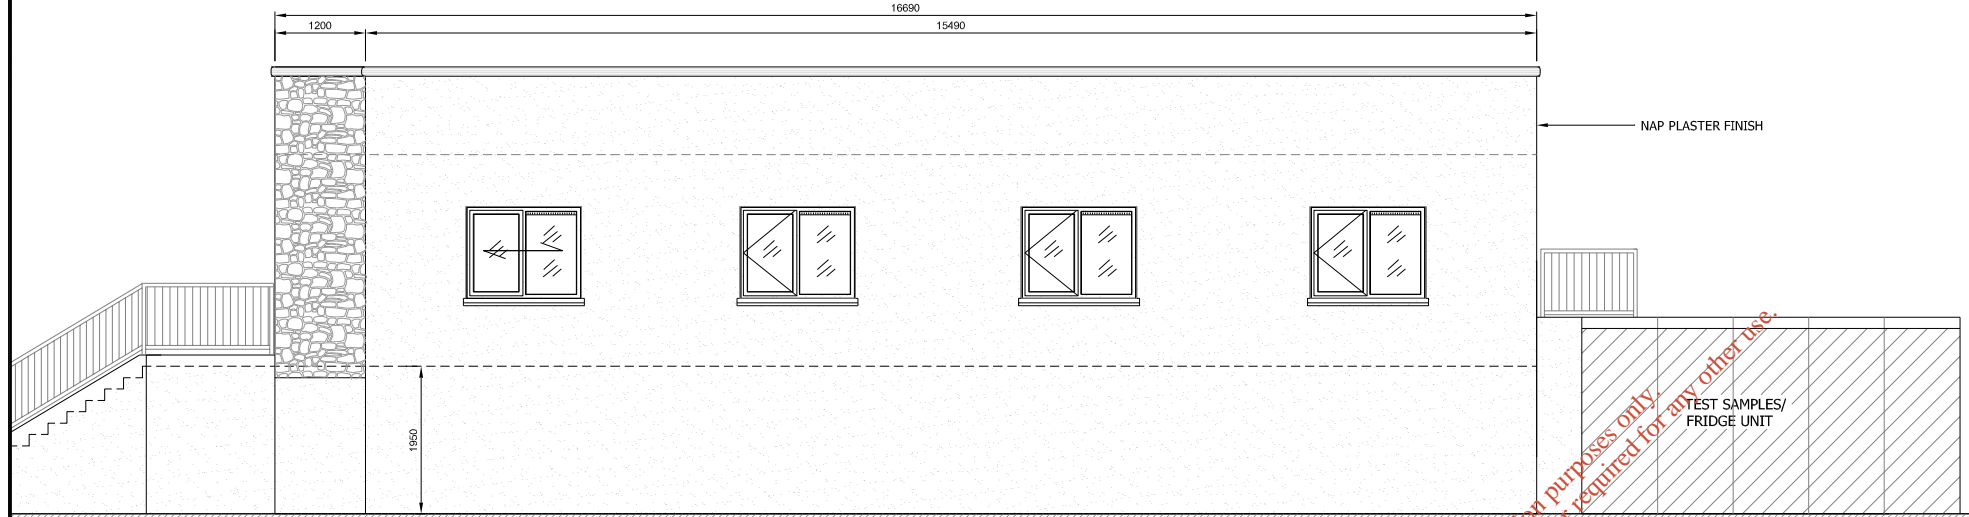 16690
1200
15490
NAP PLASTER FINISH
1950
TEST SAMPLES/
FRIDGE UNIT
purposes only.
required for any other use.